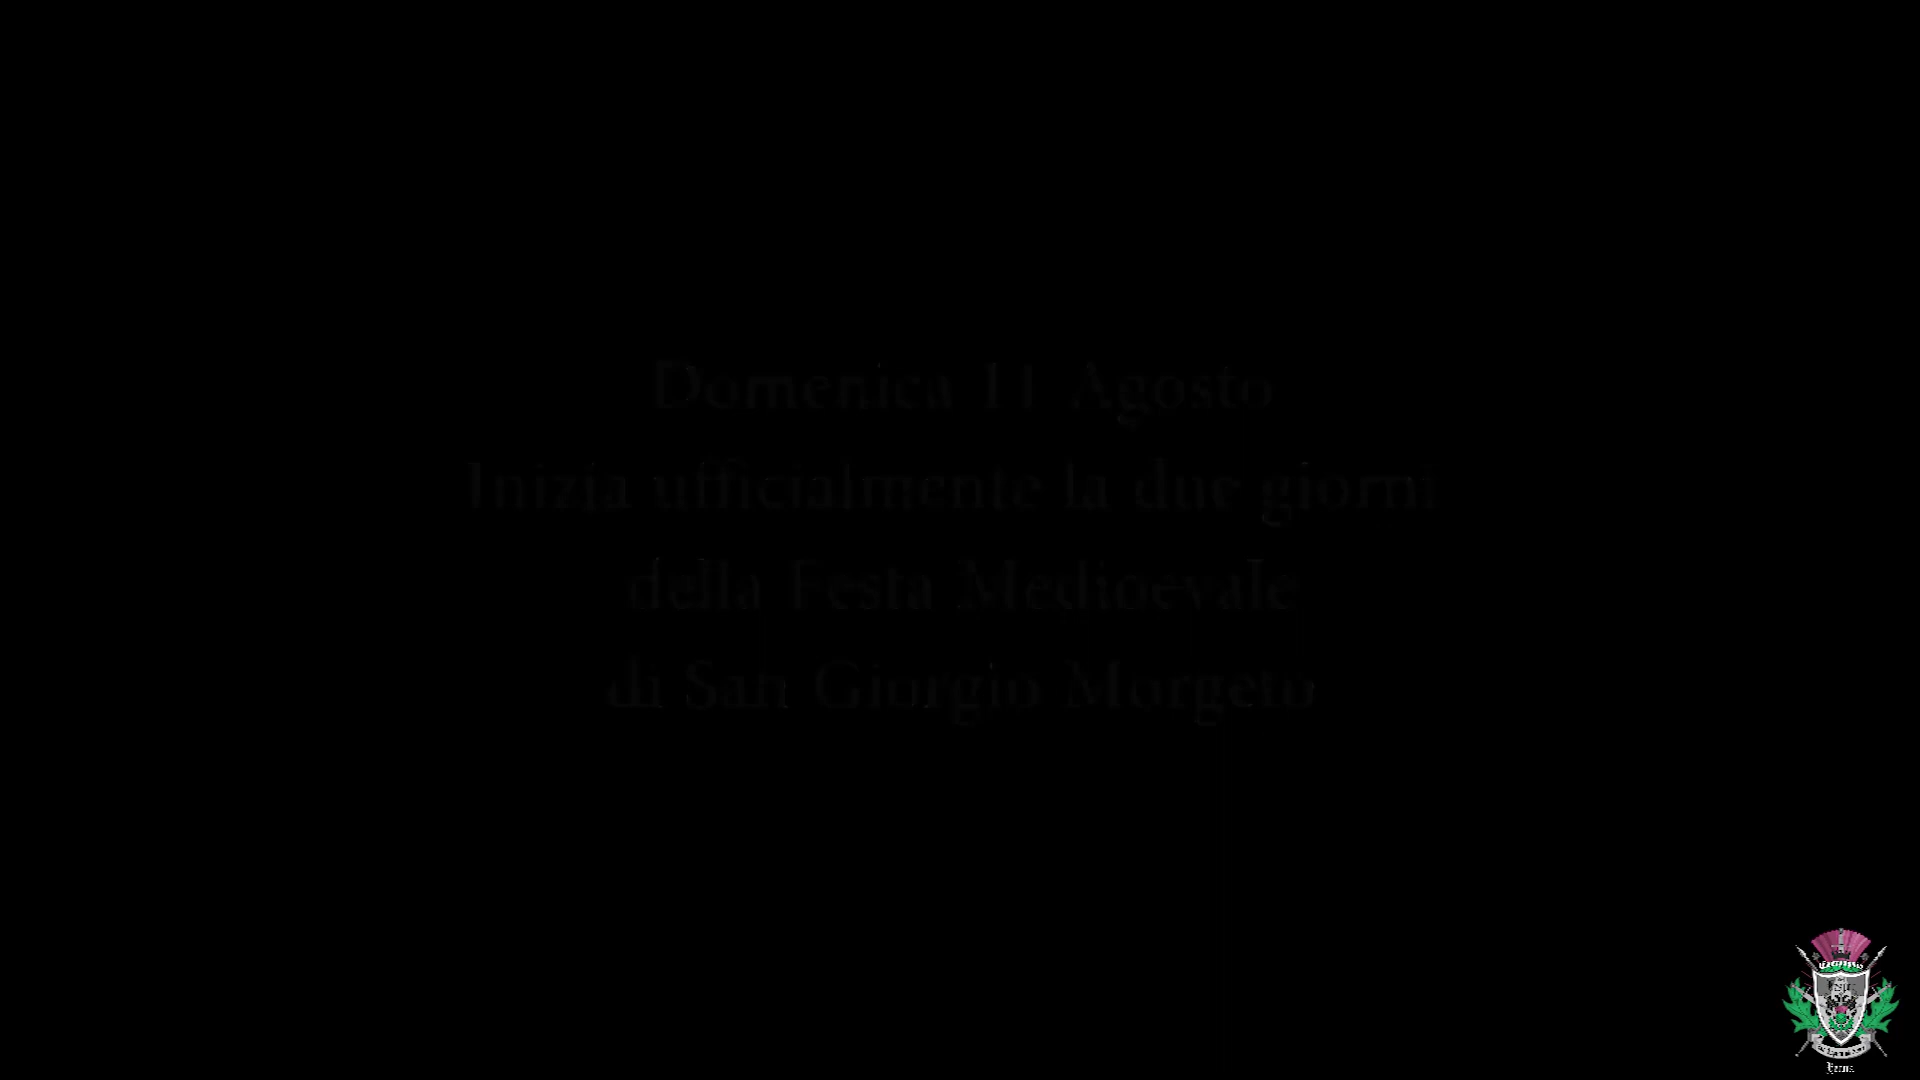 Domenica 11 Agosto
Inizia ufficialmente la due giorni
della Festa Medioevale
di San Giorgio Morgeto